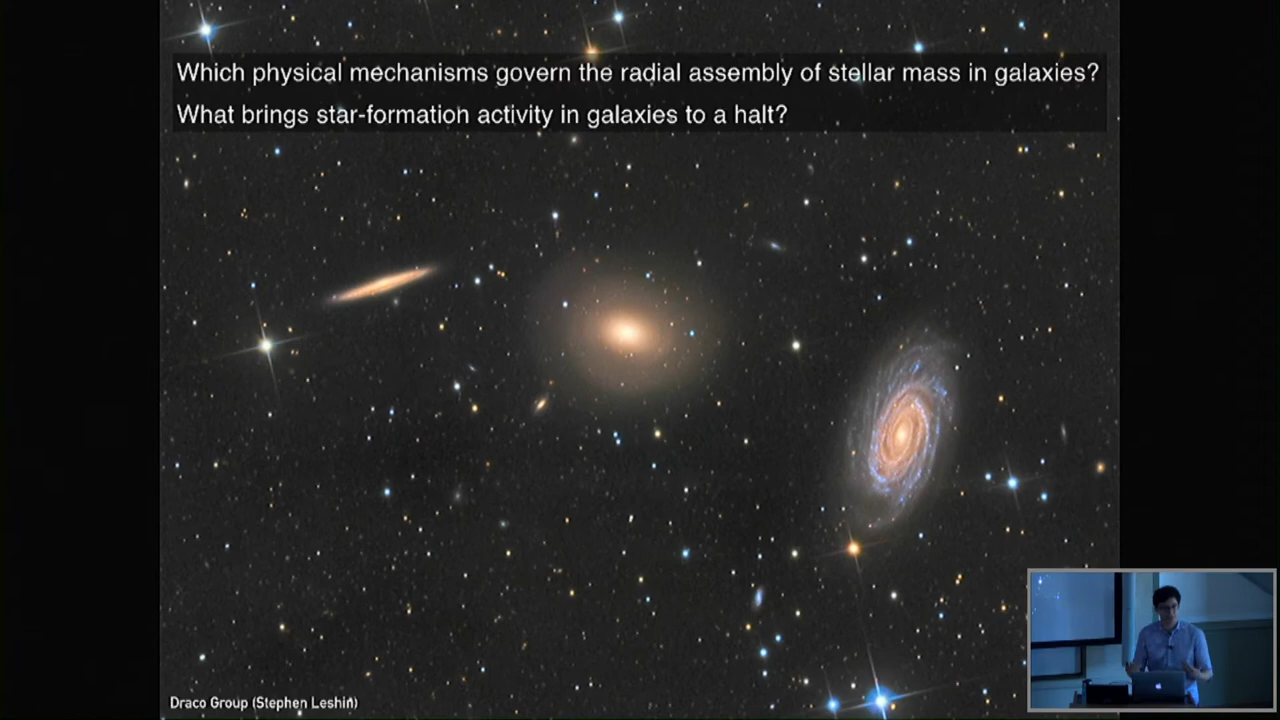 Which physical mechanisms govern the radial assembly of stellar mass in galaxies?
What brings star-formation activity in galaxies to a halt?
Draco Group (Stephen Leshin)